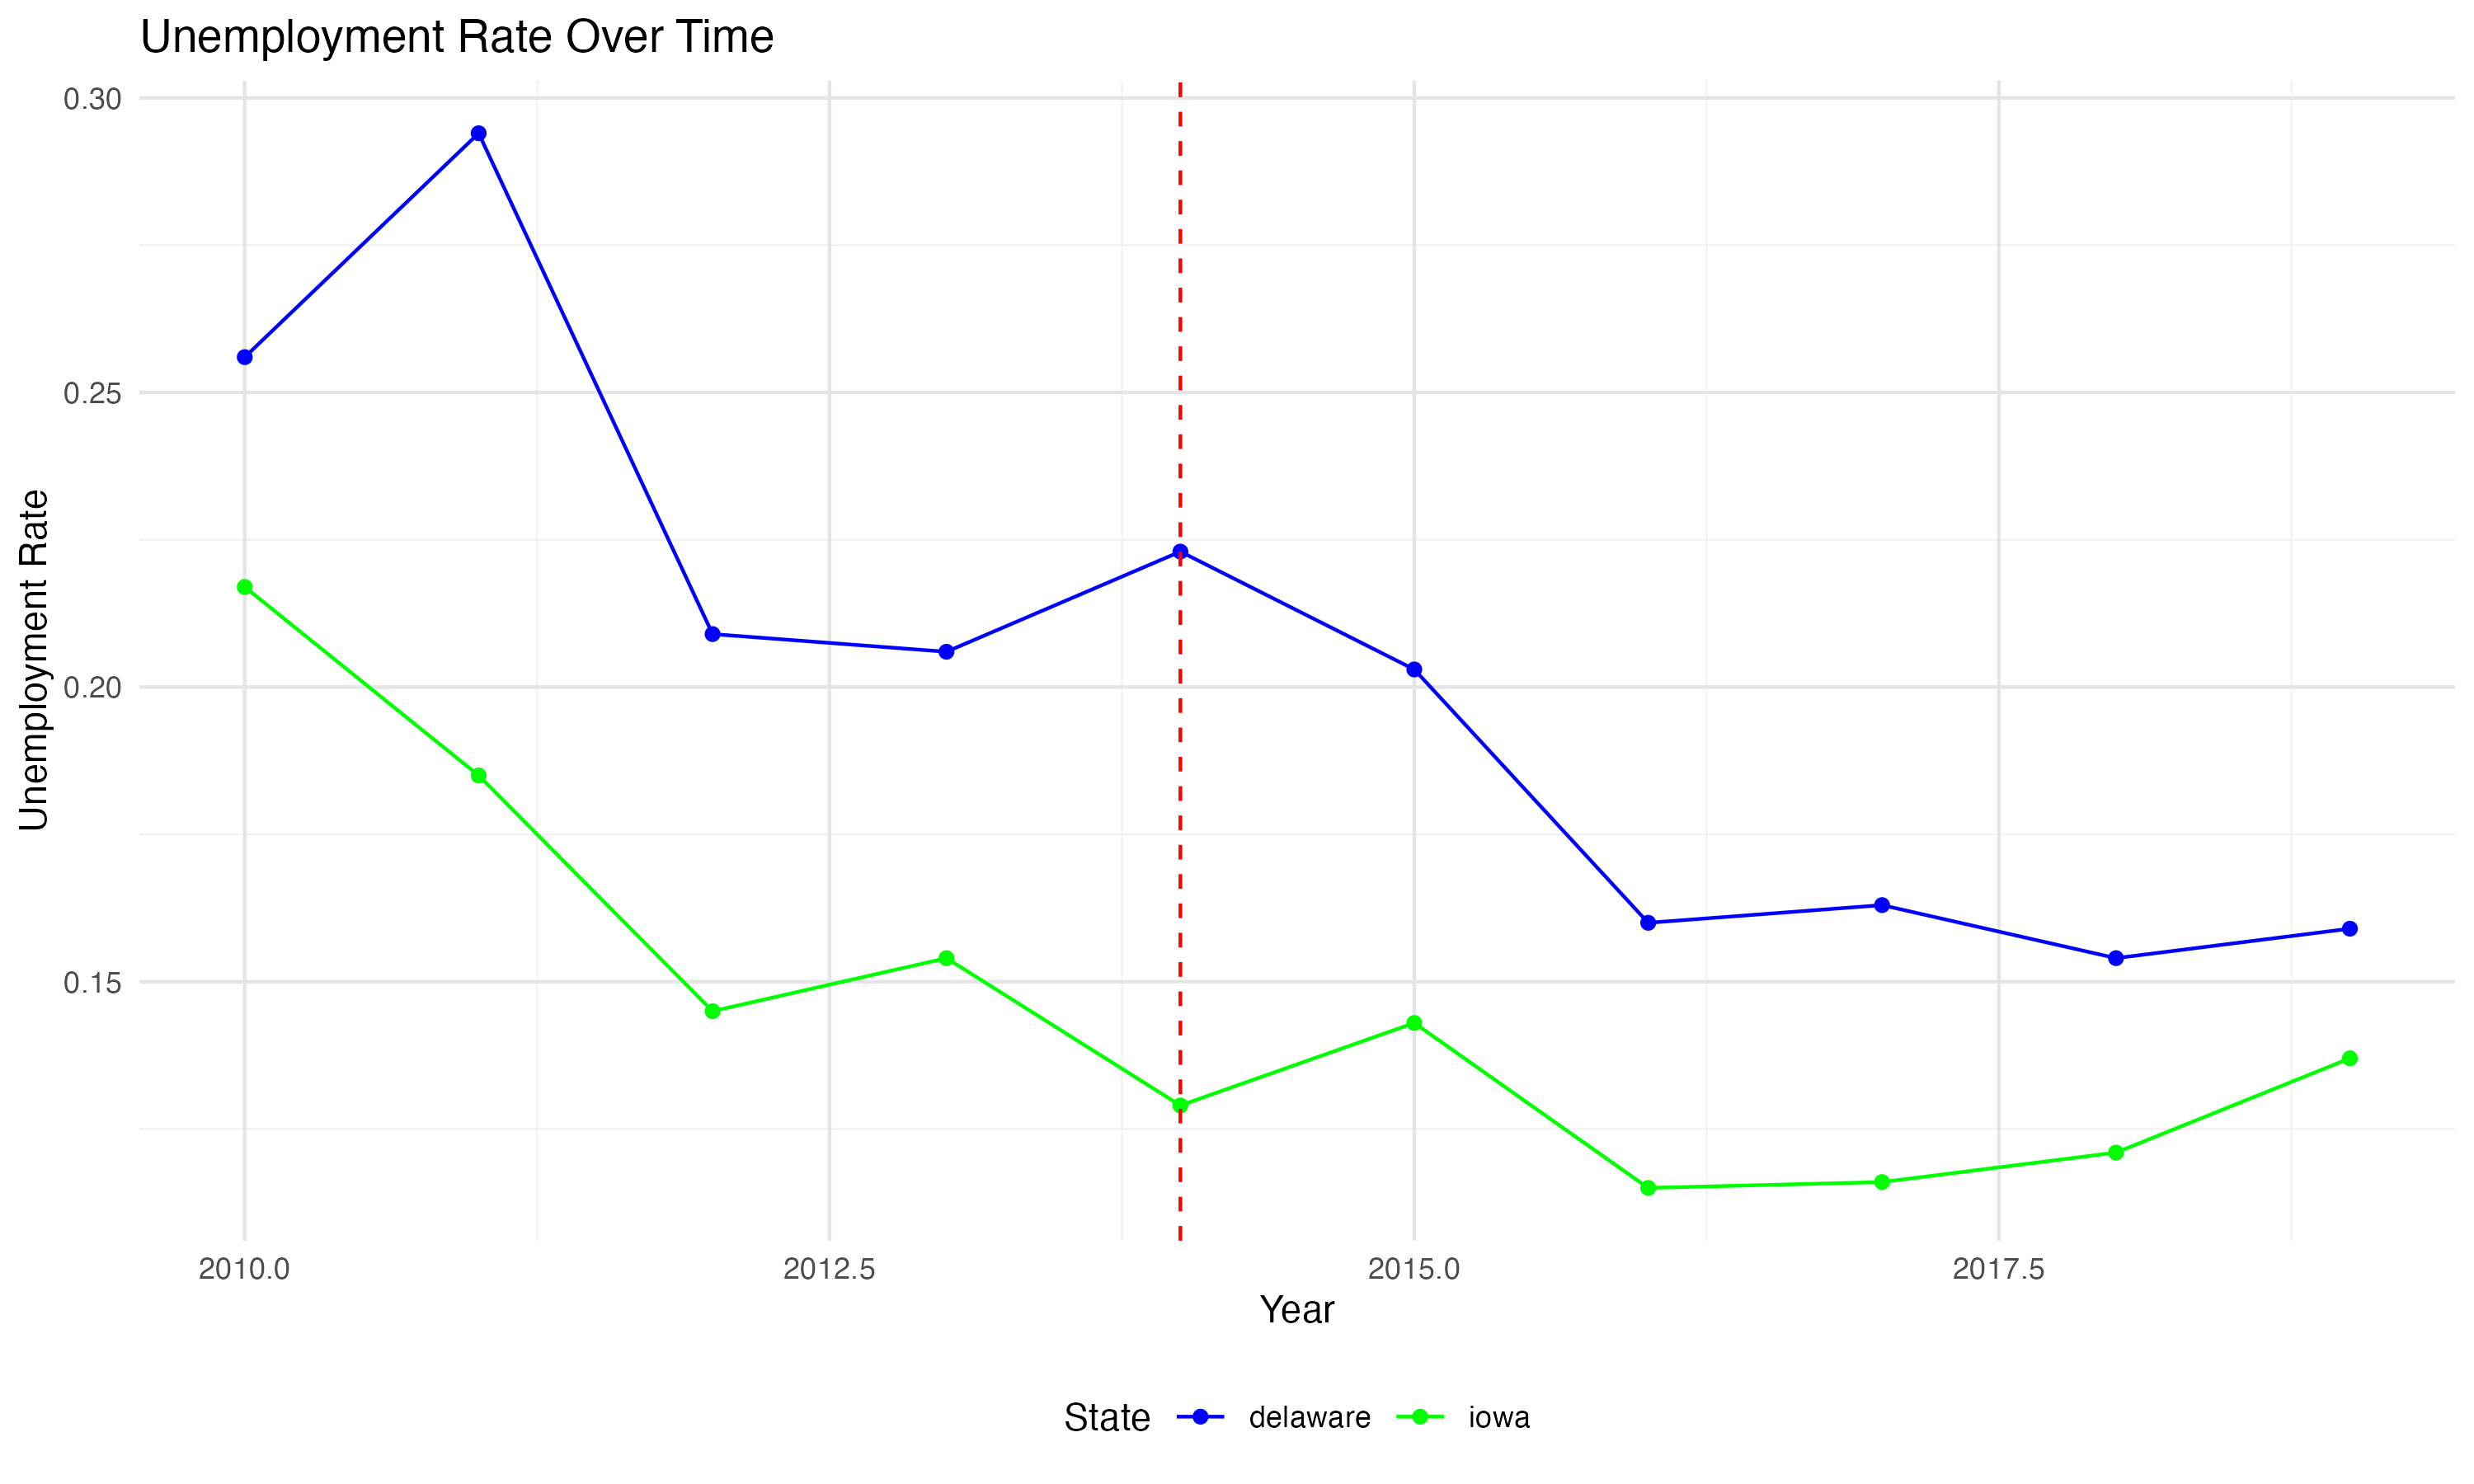 Unemployment Rate Over Time
Unemployment Rate
0.30
0.25
0.20
0.15
2010.0 2012.5 2015.0 2017.5
Year
State delaware iowa